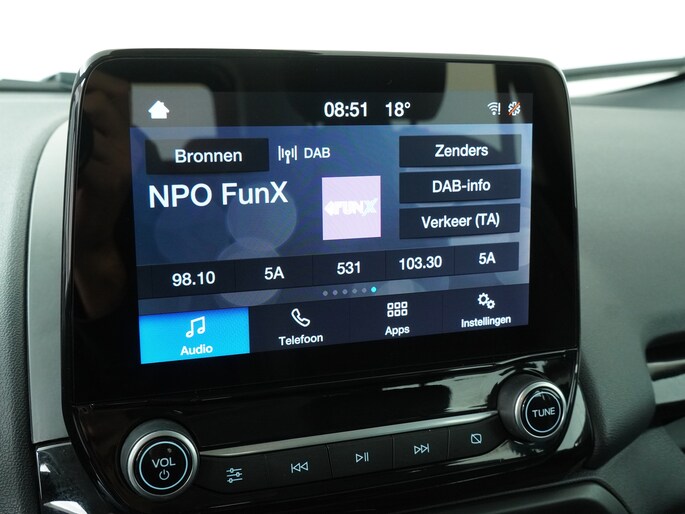 08:51 18°
Bronnen
DAB
Zenders
NPO FunX
FUNX
DAB-info
Verkeer (TA)
98.10 5A 531 103.30 5A
Audio Telefoon Apps Instellingen
VOL
TUNE